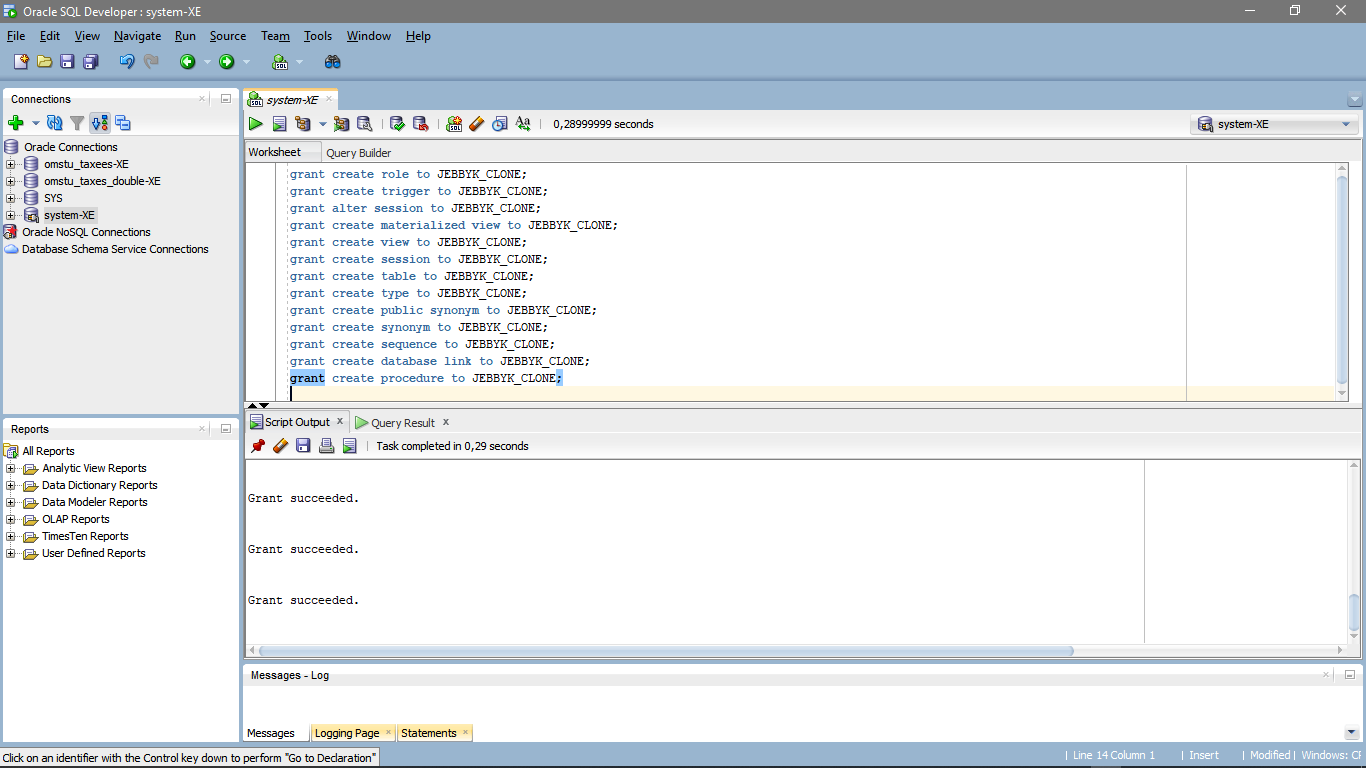 Oracle SQL Developer : system-XE
File Edit View Navigate Run Source Team Tools Window Help
Connections
Oracle Connections
omstu_taxees-XE
omstu_taxes_double-XE
SYS
system-XE
Oracle NoSQL Connections
Database Schema Service Connections
Reports
All Reports
Analytic View Reports
Data Dictionary Reports
Data Modeler Reports
OLAP Reports
TimesTen Reports
User Defined Reports
system-XE
SQL
0,28999999 seconds
system-XE
Worksheet Query Builder
grant create role to JEBBYK_CLONE;
grant create trigger to JEBBYK_CLONE;
grant alter session to JEBBYK_CLONE;
grant create materialized view to JEBBYK_CLONE;
grant create view to JEBBYK_CLONE;
grant create session to JEBBYK_CLONE;
grant create table to JEBBYK_CLONE;
grant create type to JEBBYK_CLONE;
grant create public synonym to JEBBYK_CLONE;
grant create synonym to JEBBYK_CLONE;
grant create sequence to JEBBYK_CLONE;
grant create database link to JEBBYK_CLONE;
grant create procedure to JEBBYK_CLONE;
Script Output x Query Result x
Task completed in 0,29 seconds
Grant succeeded.
Grant succeeded.
Grant succeeded.
Messages - Log
Messages Logging Page Statements
Click on an identifier with the Control key down to perform "Go to Declaration"
Line 14 Column 1 | Insert | Modified | Windows: CF